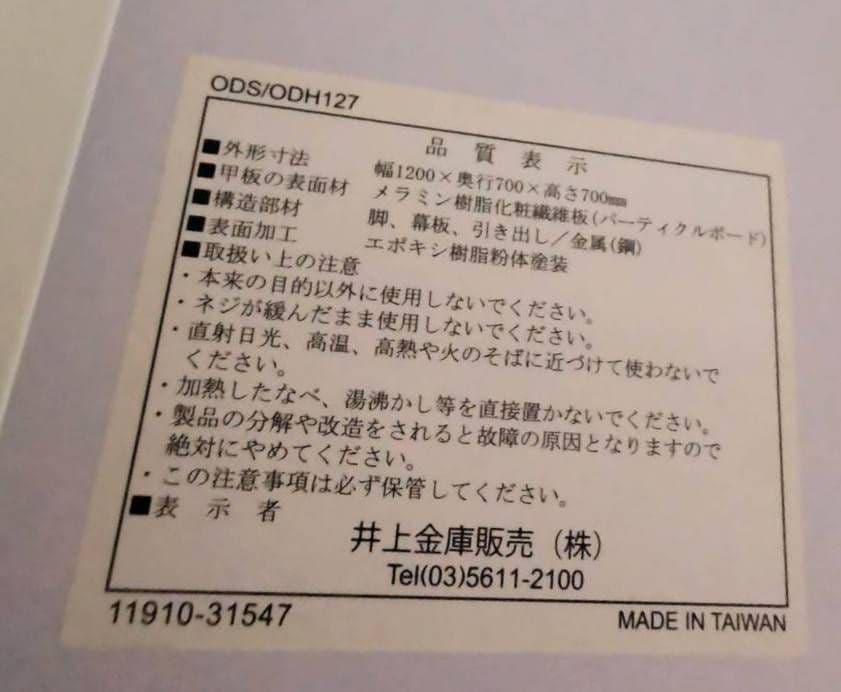 ODS/ODH127
品質表示
■外形寸法 幅1200×奥行700×高さ700㎜
■甲板の表面材 メラミン樹脂化粧繊維板(パーティクルボード)
■構造部材 脚、幕板、引き出し/金属(鋼)
■表面加工 エポキシ樹脂粉体塗装
■取扱い上の注意
・本来の目的以外に使用しないでください。
・ネジが緩んだまま使用しないでください。
・直射日光、高温、高熱や火のそばに近づけて使わないで
ください。
・加熱したなべ、湯沸かし等を直接置かないでください。
・製品の分解や改造をされると故障の原因となりますので
絶対にやめてください。
・この注意事項は必ず保管してください。
■表示者
井上金庫販売(株)
Tel(03)5611-2100
11910-31547
MADE IN TAIWAN